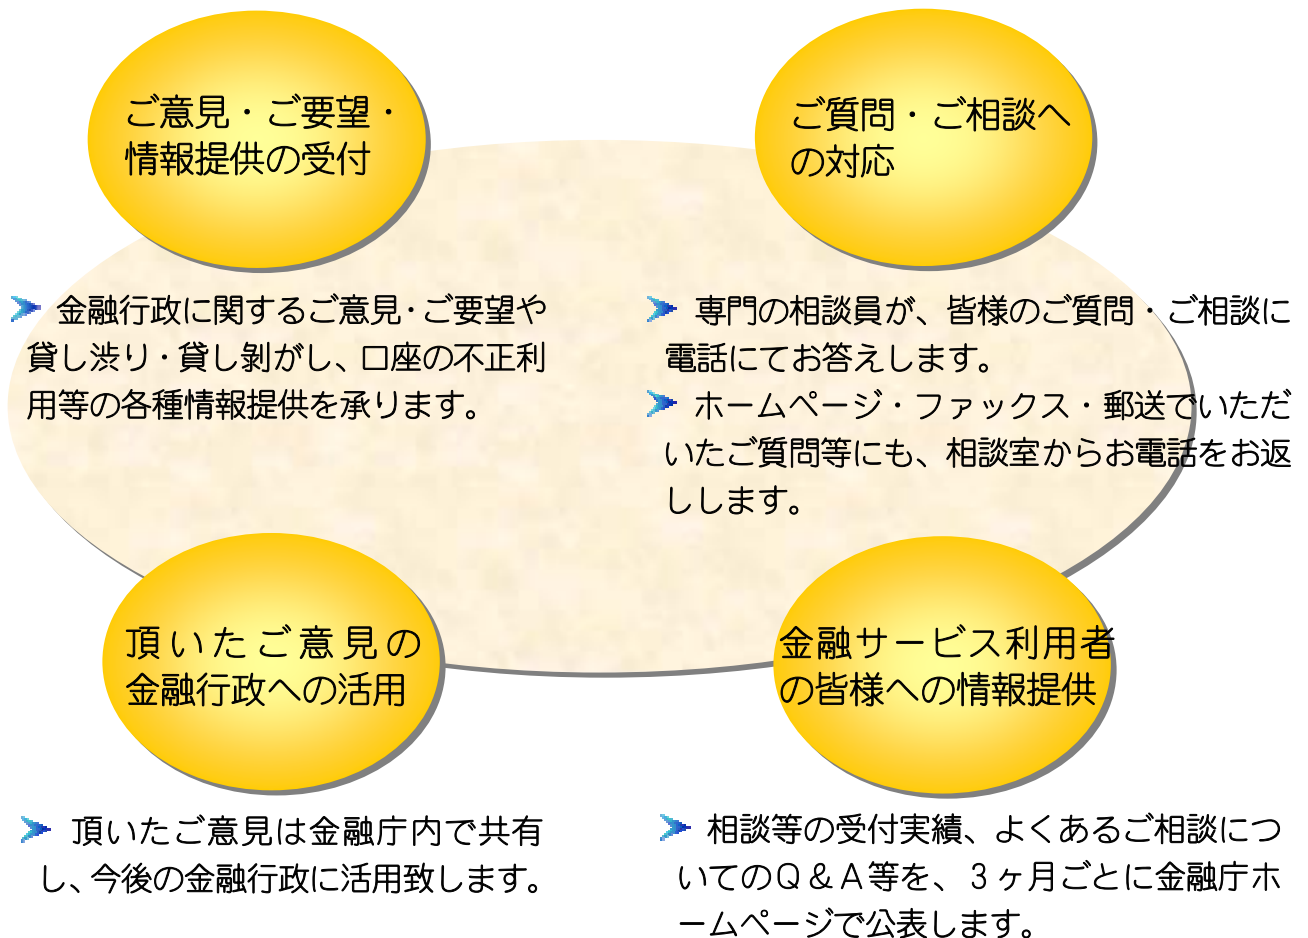 ご意見・ご要望・
情報提供の受付
金融行政に関するご意見・ご要望や
貸し渋り・貸し剝がし、口座の不正利
用等の各種情報提供を承ります。
ご質問・ご相談へ
の対応
専門の相談員が、皆様のご質問・ご相談に
電話にてお答えします。
ホームページ・ファックス・郵送でいただ
いたご質問等にも、相談室からお電話をお返
しします。
頂いたご意見の
金融行政への活用
頂いたご意見は金融庁内で共有
し、今後の金融行政に活用致します。
金融サービス利用者
の皆様への情報提供
相談等の受付実績、よくあるご相談につ
いてのＱ＆Ａ等を、３ヶ月ごとに金融庁ホ
ームページで公表します。